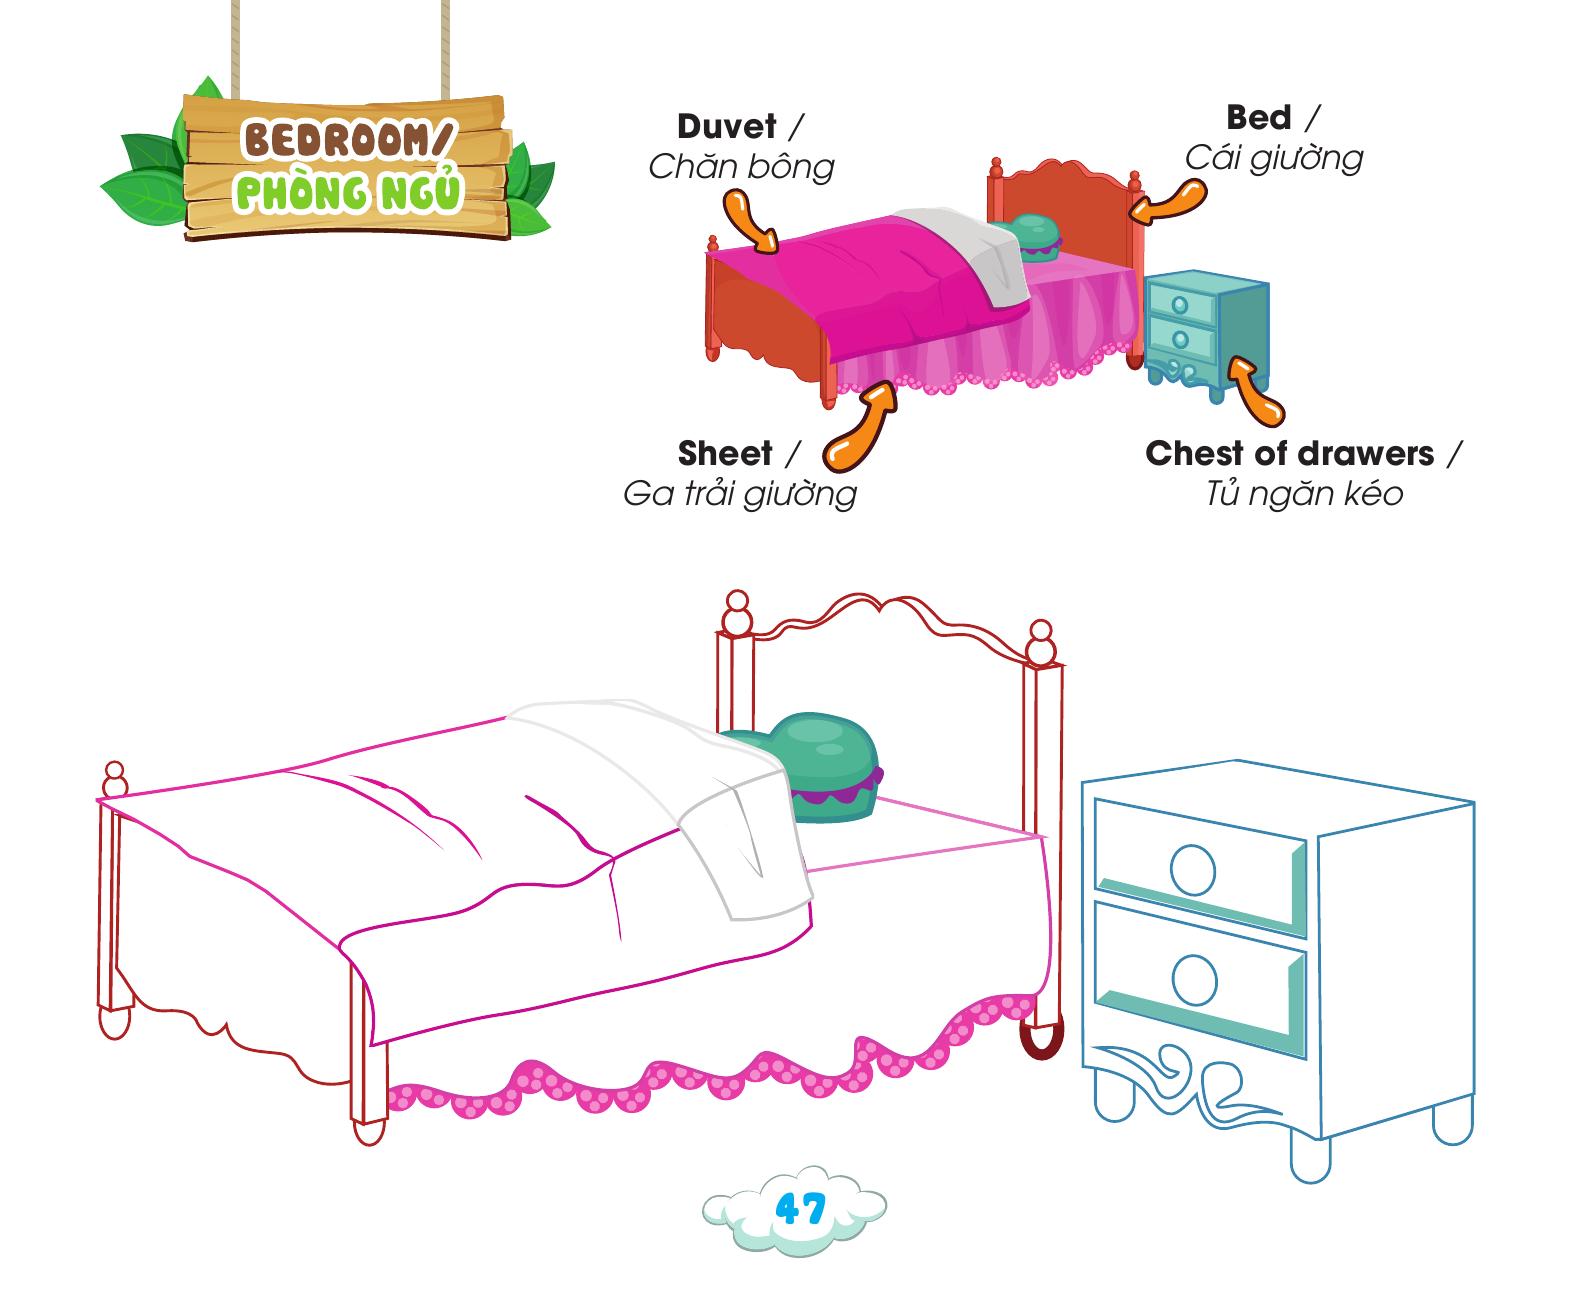 BEDROOM/
PHÒNG NGỦ
Duvet /
Chăn bông
Bed /
Cái giường
Sheet /
Ga trải giường
Chest of drawers /
Tủ ngăn kéo
47